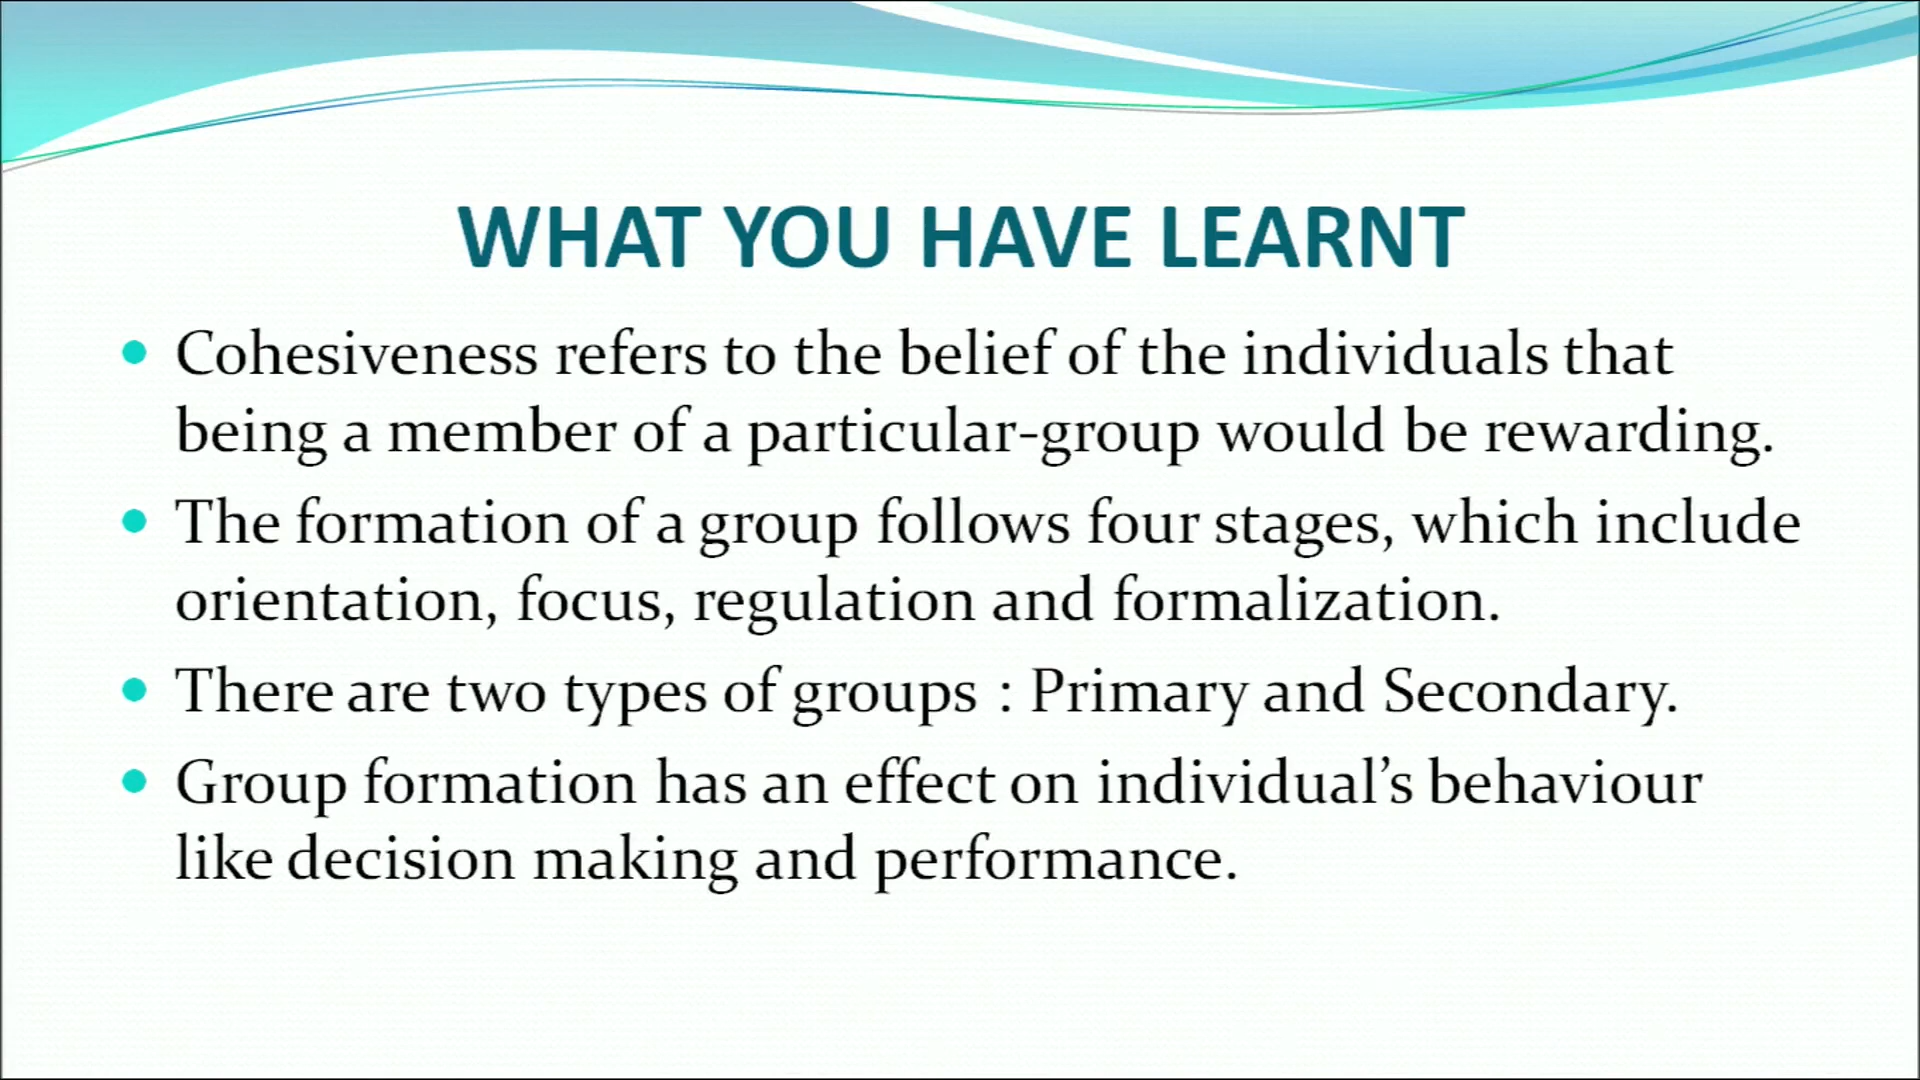 WHAT YOU HAVE LEARNT
• Cohesiveness refers to the belief of the individuals that
being a member of a particular-group would be rewarding.
• The formation of a group follows four stages, which include
orientation, focus, regulation and formalization.
• There are two types of groups : Primary and Secondary.
• Group formation has an effect on individual’s behaviour
like decision making and performance.